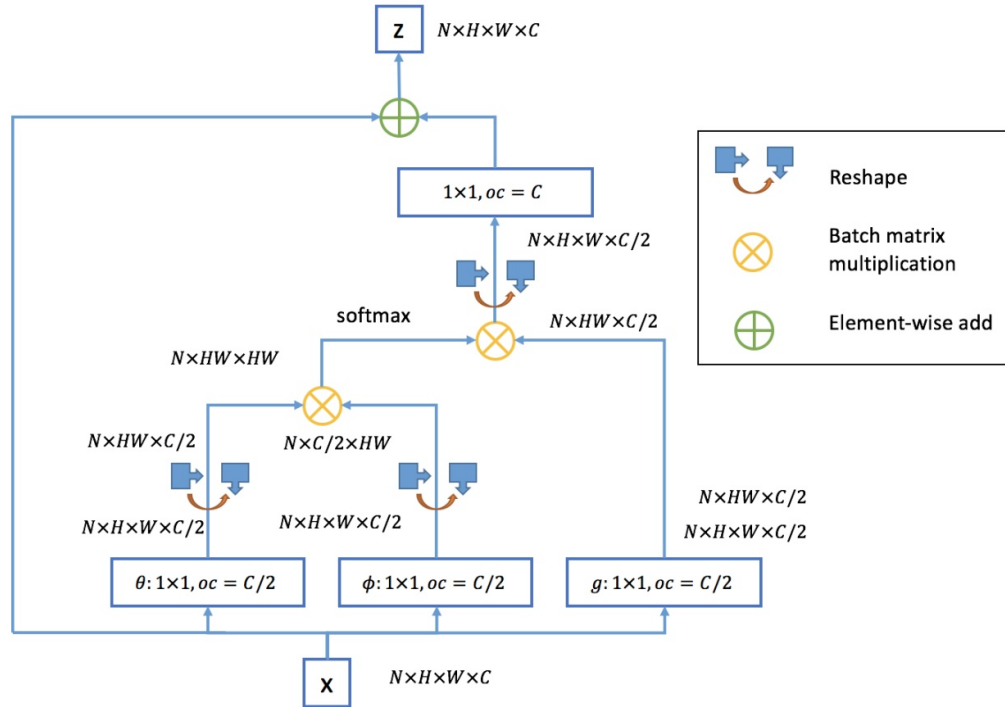 Z
N×H×W×C
1×1, oc = C
N×H×W×C/2
softmax
N×HW×C/2
N×HW×HW
N×HW×C/2
N×C/2×HW
N×H×W×C/2
N×H×W×C/2
N×HW×C/2
N×H×W×C/2
θ: 1×1, oc = C/2
ϕ: 1×1, oc = C/2
g: 1×1, oc = C/2
X
N×H×W×C
Reshape
Batch matrix
multiplication
Element-wise add